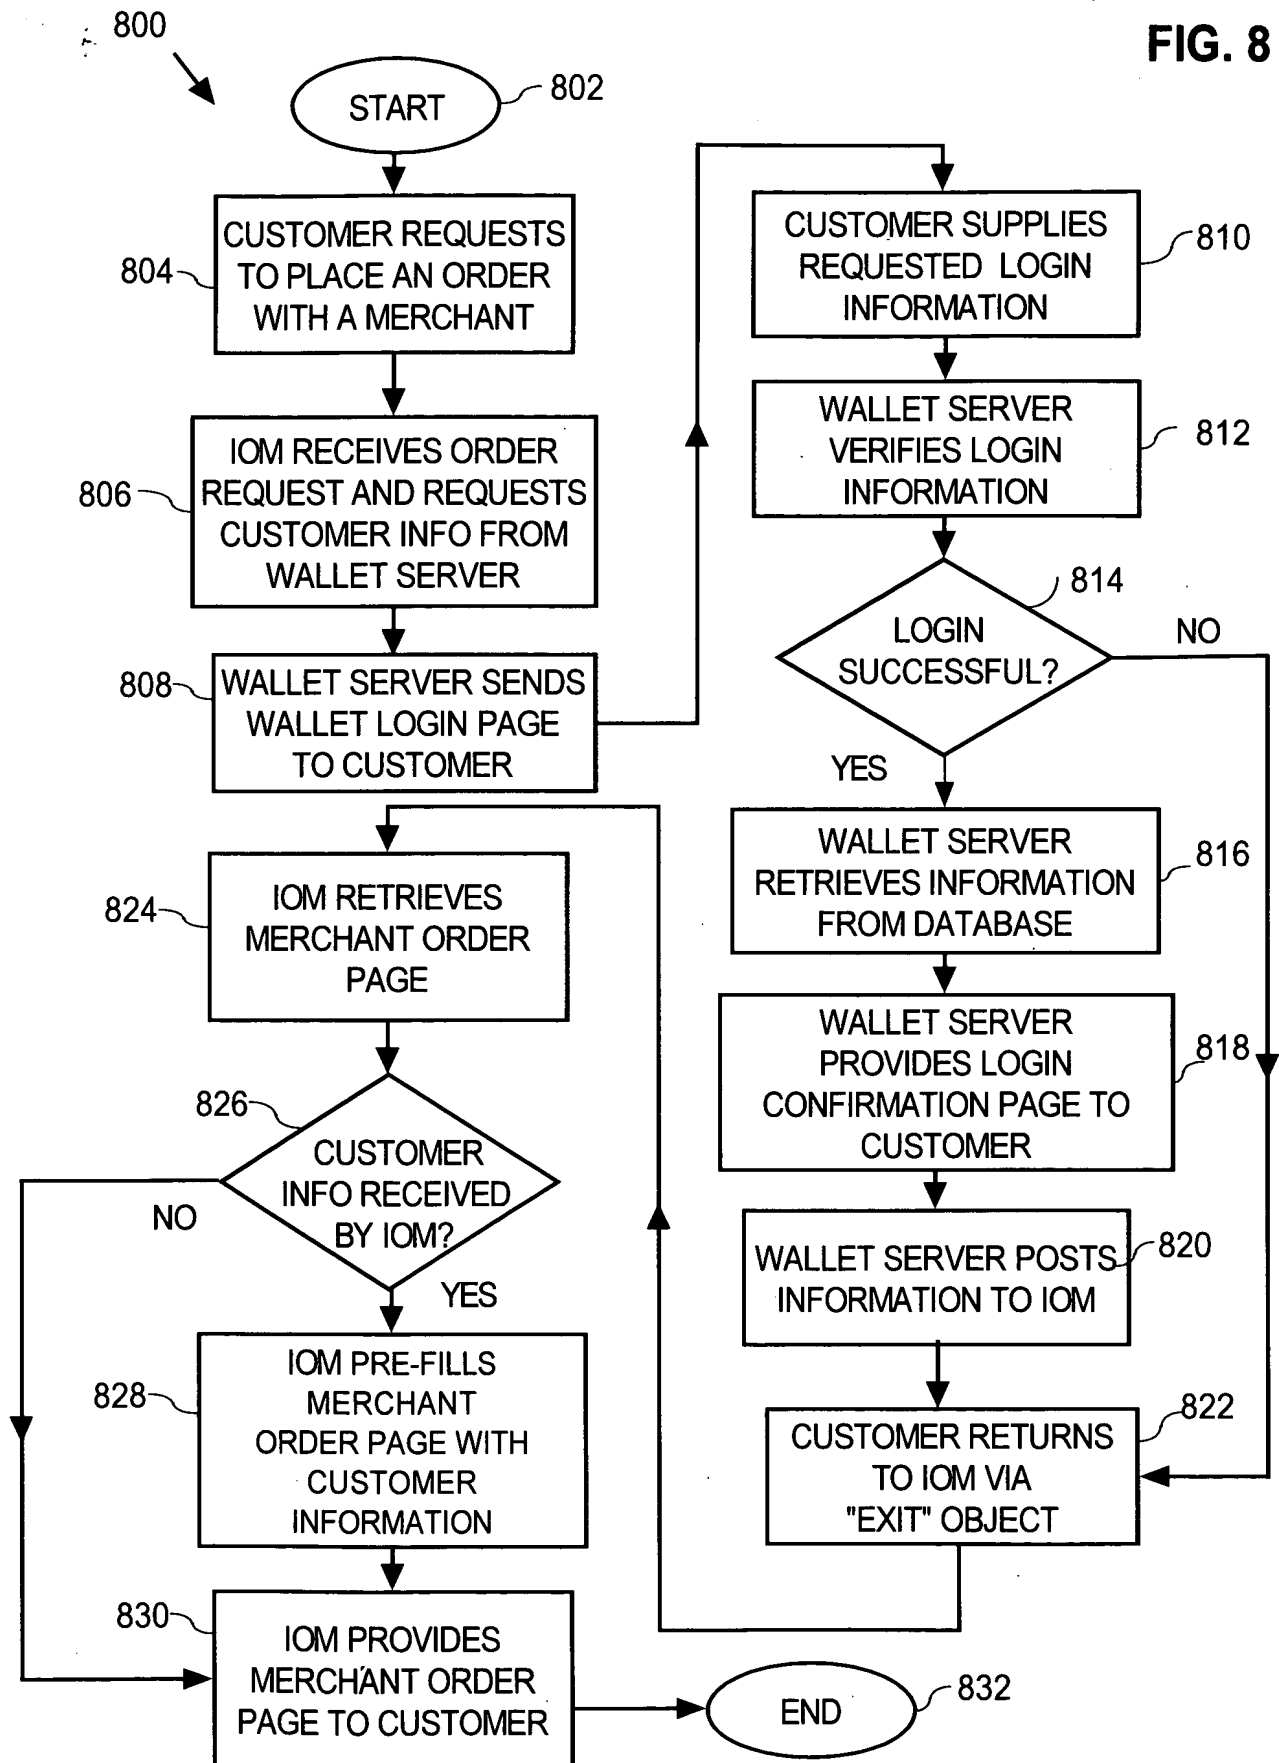 FIG. 8
800
START
802
CUSTOMER REQUESTS
TO PLACE AN ORDER
WITH A MERCHANT
804
IOM RECEIVES ORDER
REQUEST AND REQUESTS
CUSTOMER INFO FROM
WALLET SERVER
806
WALLET SERVER SENDS
WALLET LOGIN PAGE
TO CUSTOMER
808
CUSTOMER SUPPLIES
REQUESTED LOGIN
INFORMATION
810
WALLET SERVER
VERIFIES LOGIN
INFORMATION
812
LOGIN
SUCCESSFUL?
814
NO
YES
WALLET SERVER
RETRIEVES INFORMATION
FROM DATABASE
816
WALLET SERVER
PROVIDES LOGIN
CONFIRMATION PAGE TO
CUSTOMER
818
WALLET SERVER POSTS
INFORMATION TO IOM
820
CUSTOMER RETURNS
TO IOM VIA
"EXIT" OBJECT
822
IOM RETRIEVES
MERCHANT ORDER
PAGE
824
CUSTOMER
INFO RECEIVED
BY IOM?
826
NO
YES
IOM PRE-FILLS
MERCHANT
ORDER PAGE WITH
CUSTOMER
INFORMATION
828
IOM PROVIDES
MERCHANT ORDER
PAGE TO CUSTOMER
830
END
832